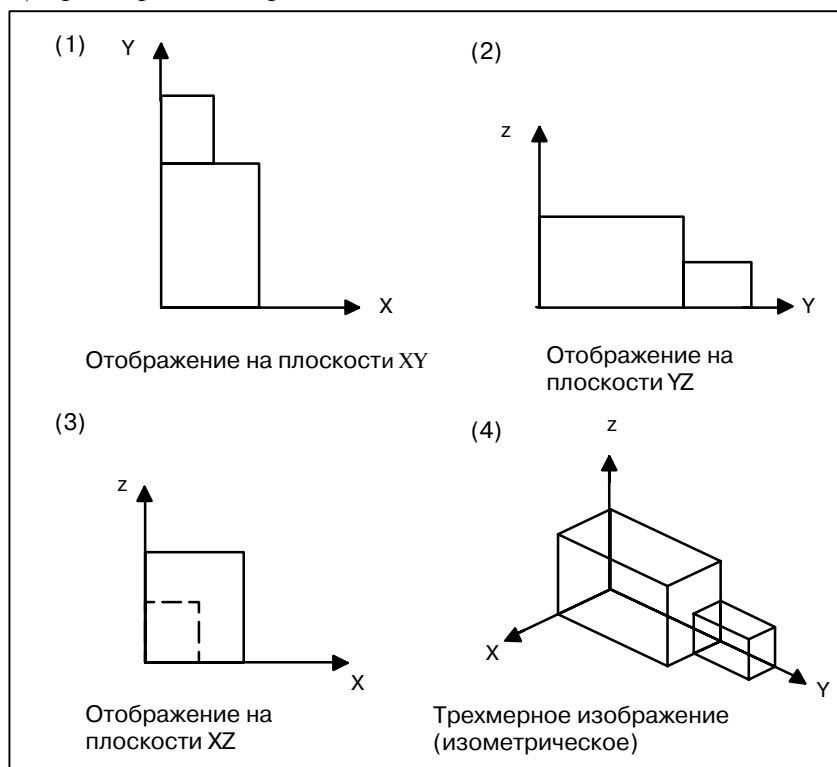 (1)
Y
X
Отображение на плоскости XY
(2)
z
Y
Отображение на
плоскости YZ
(3)
z
X
Отображение на
плоскости XZ
(4)
z
X
Y
Трехмерное изображение
(изометрическое)